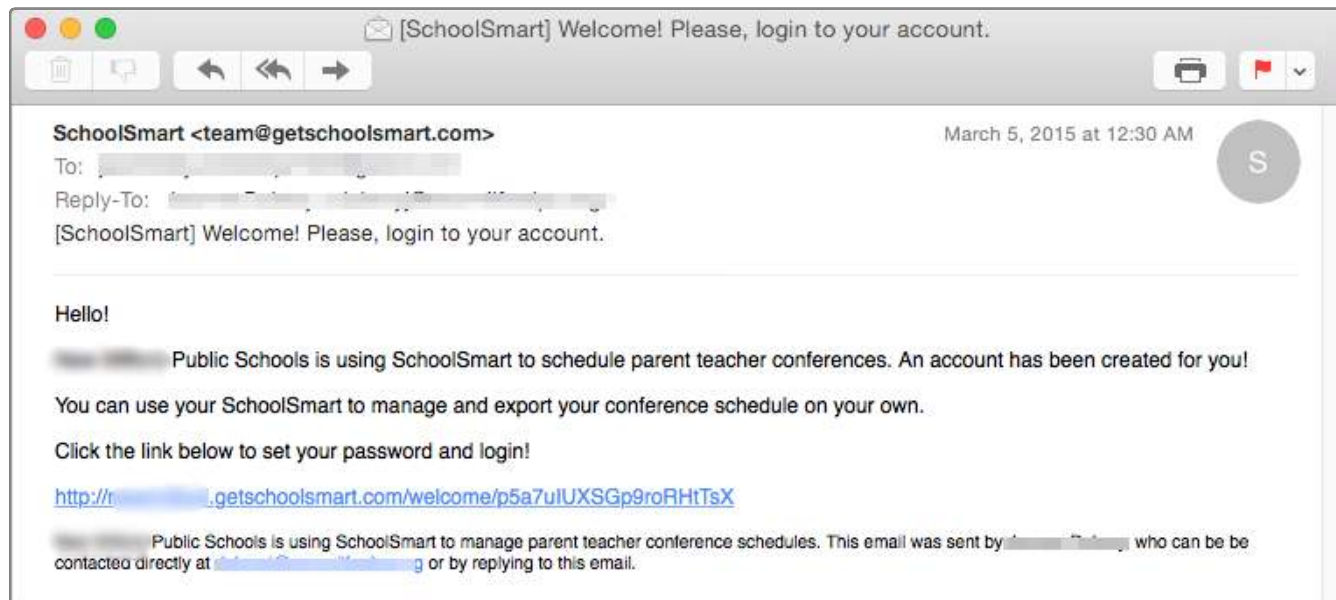 [SchoolSmart] Welcome! Please, login to your account.
SchoolSmart <team@getschoolsmart.com>
March 5, 2015 at 12:30 AM
S
To:
Reply-To:
[SchoolSmart] Welcome! Please, login to your account.
Hello!
Public Schools is using SchoolSmart to schedule parent teacher conferences. An account has been created for you!
You can use your SchoolSmart to manage and export your conference schedule on your own.
Click the link below to set your password and login!
http://r .getschoolsmart.com/welcome/p5a7uIUXSGp9roRHtTsX
Public Schools is using SchoolSmart to manage parent teacher conference schedules. This email was sent by who can be be
contacted directly at g or by replying to this email.